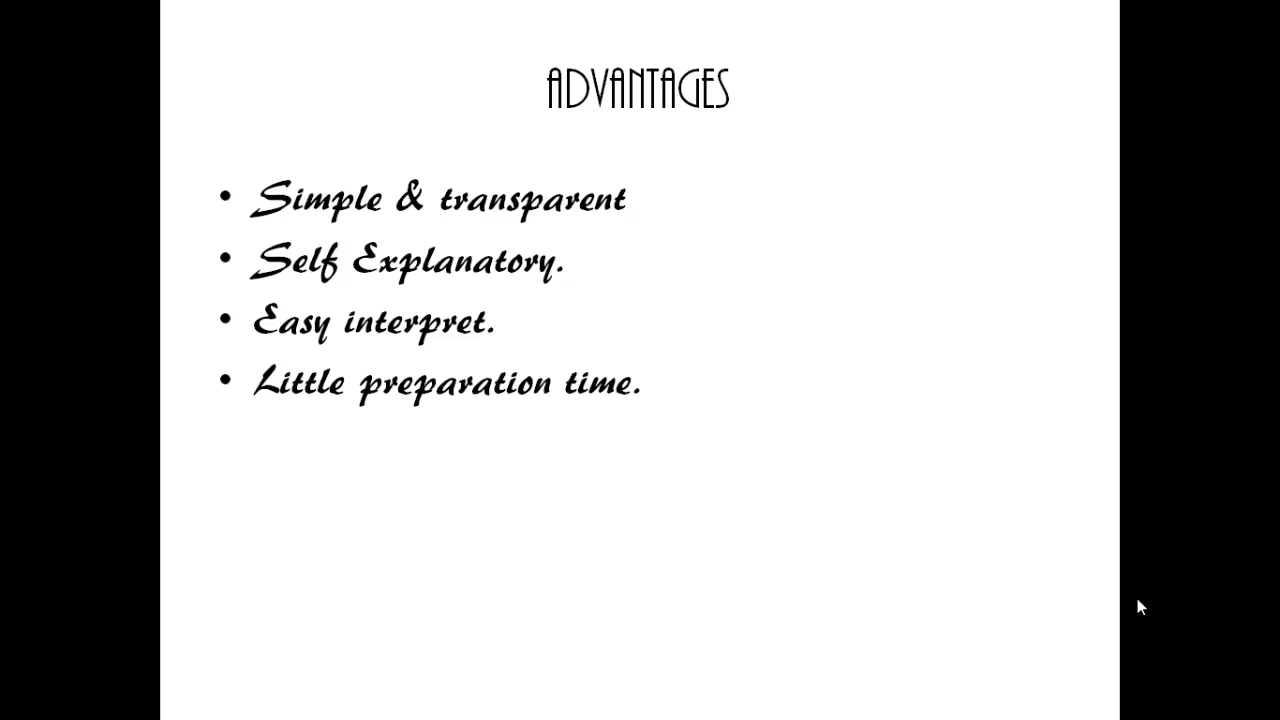 ADVANTAGES
• Simple & transparent
• Self Explanatory.
• Easy interpret.
• Little preparation time.